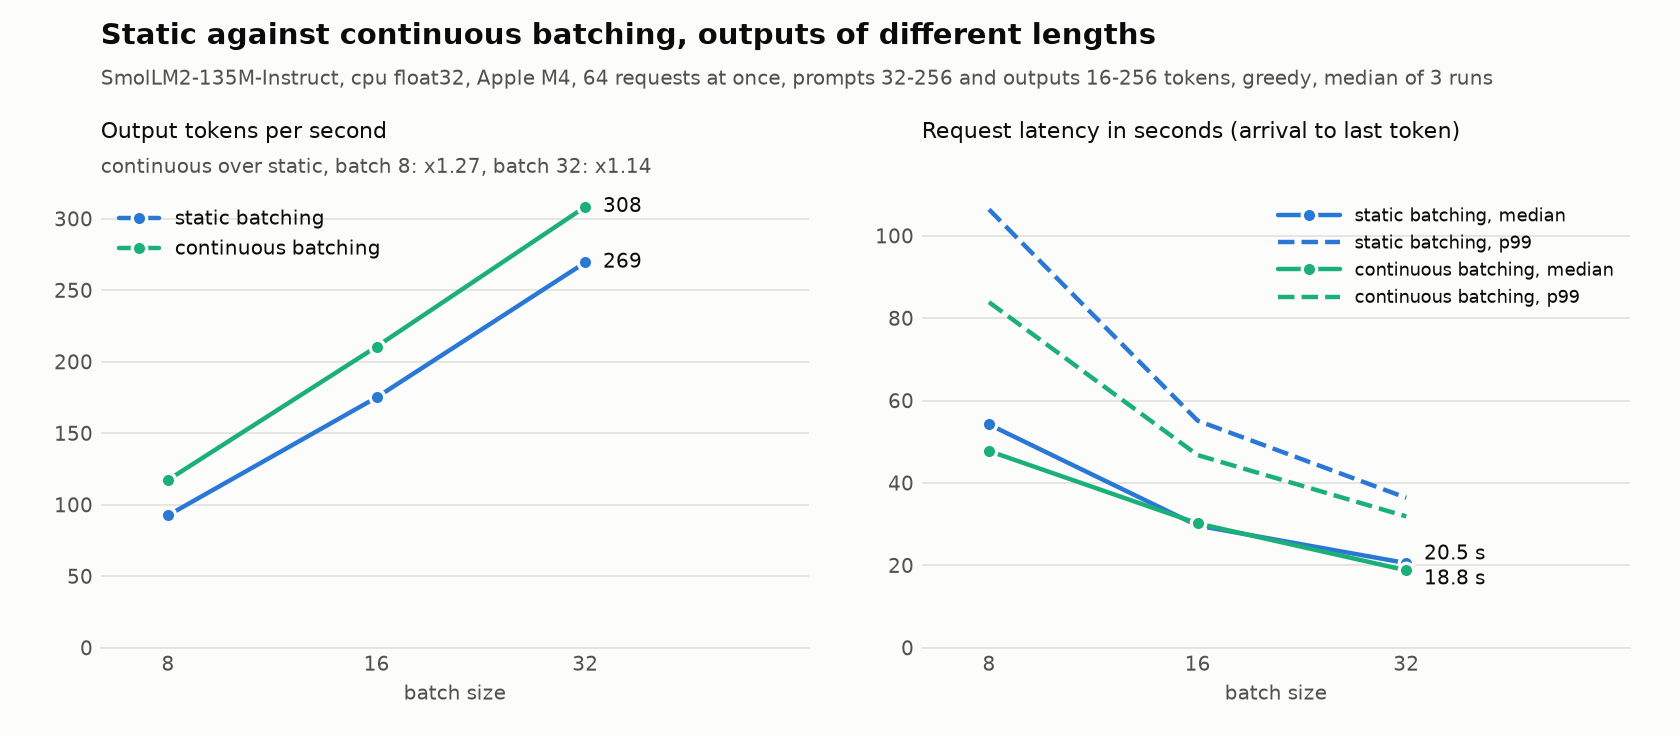 Static against continuous batching, outputs of different lengths
SmolLM2-135M-Instruct, cpu float32, Apple M4, 64 requests at once, prompts 32-256 and outputs 16-256 tokens, greedy, median of 3 runs
Output tokens per second
continuous over static, batch 8: x1.27, batch 32: x1.14
static batching
continuous batching
308
269
300
250
200
150
100
50
0
8
16
32
batch size
Request latency in seconds (arrival to last token)
static batching, median
static batching, p99
continuous batching, median
continuous batching, p99
100
80
60
40
20
0
20.5 s
18.8 s
8
16
32
batch size